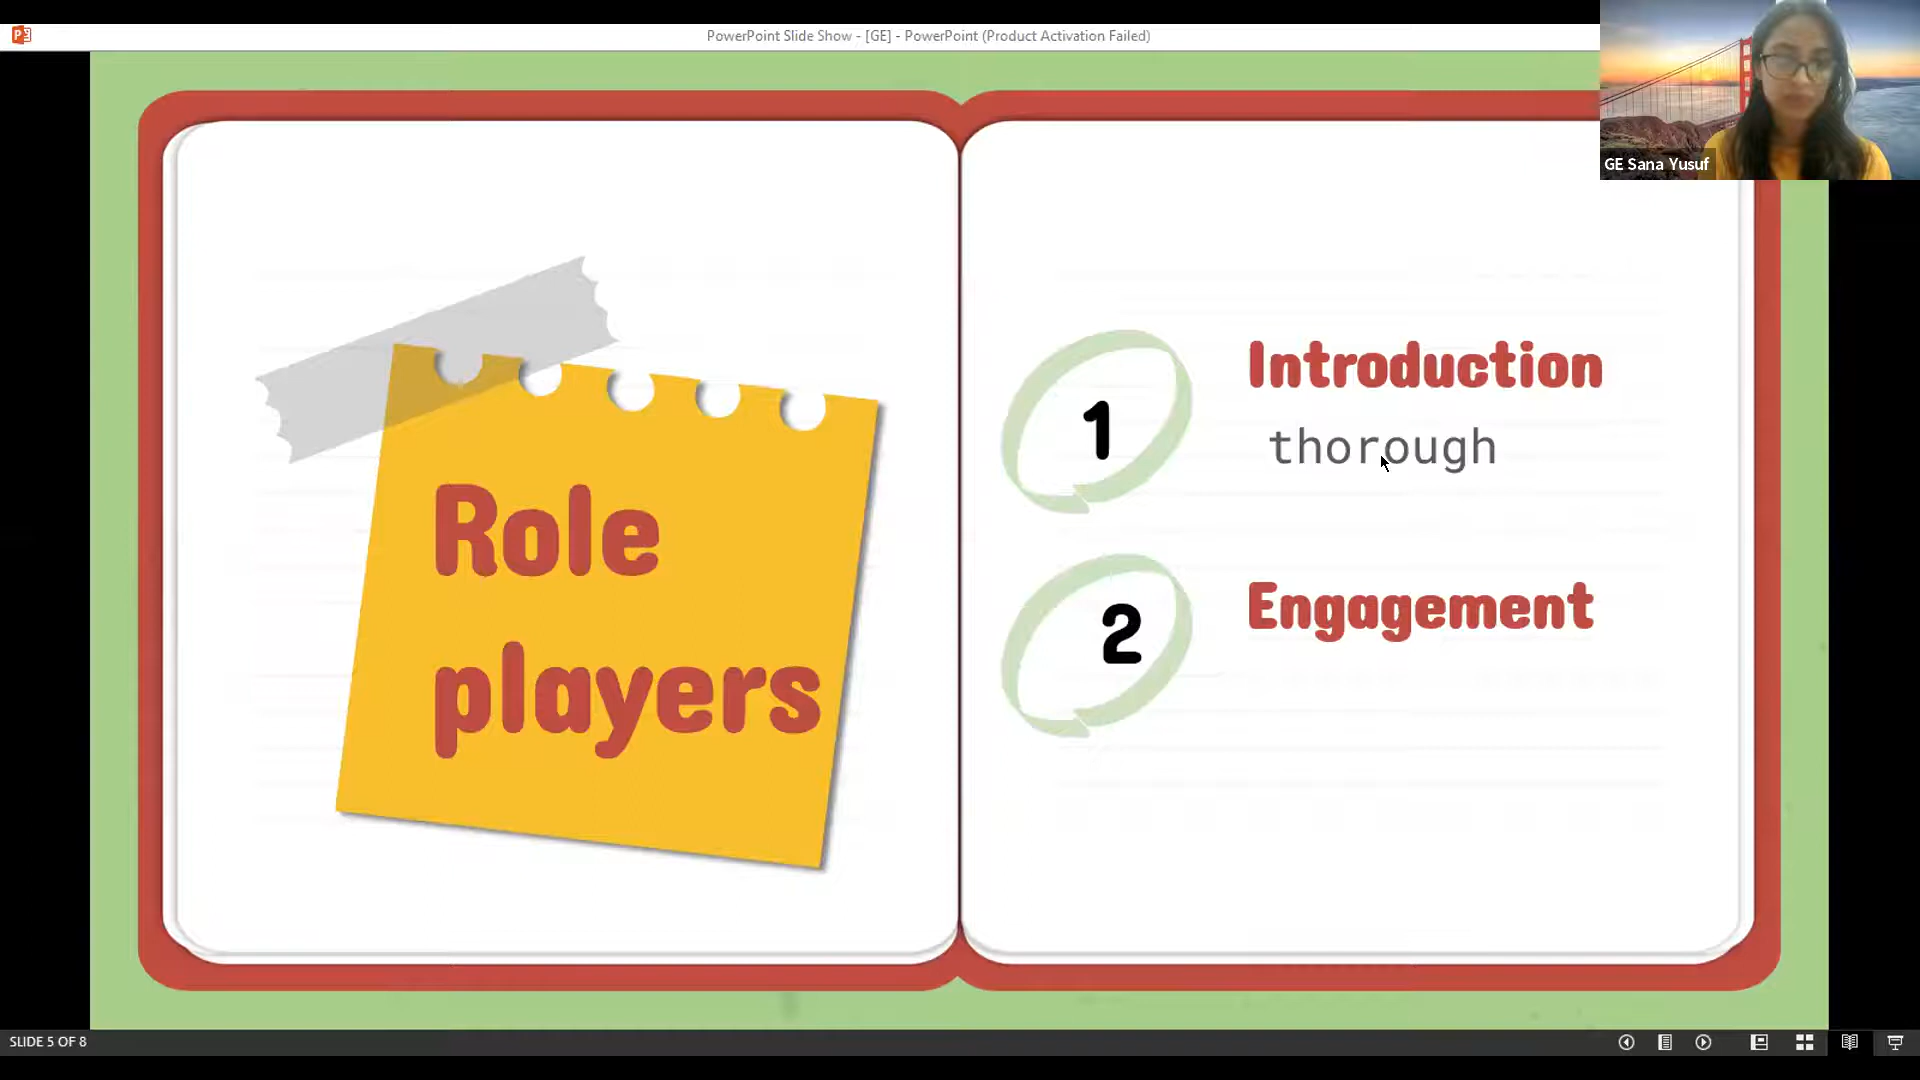 PowerPoint Slide Show - [GE] - PowerPoint (Product Activation Failed)
GE Sana Yusuf
Role
players
1
Introduction
thorough
2
Engagement
SLIDE 5 OF 8